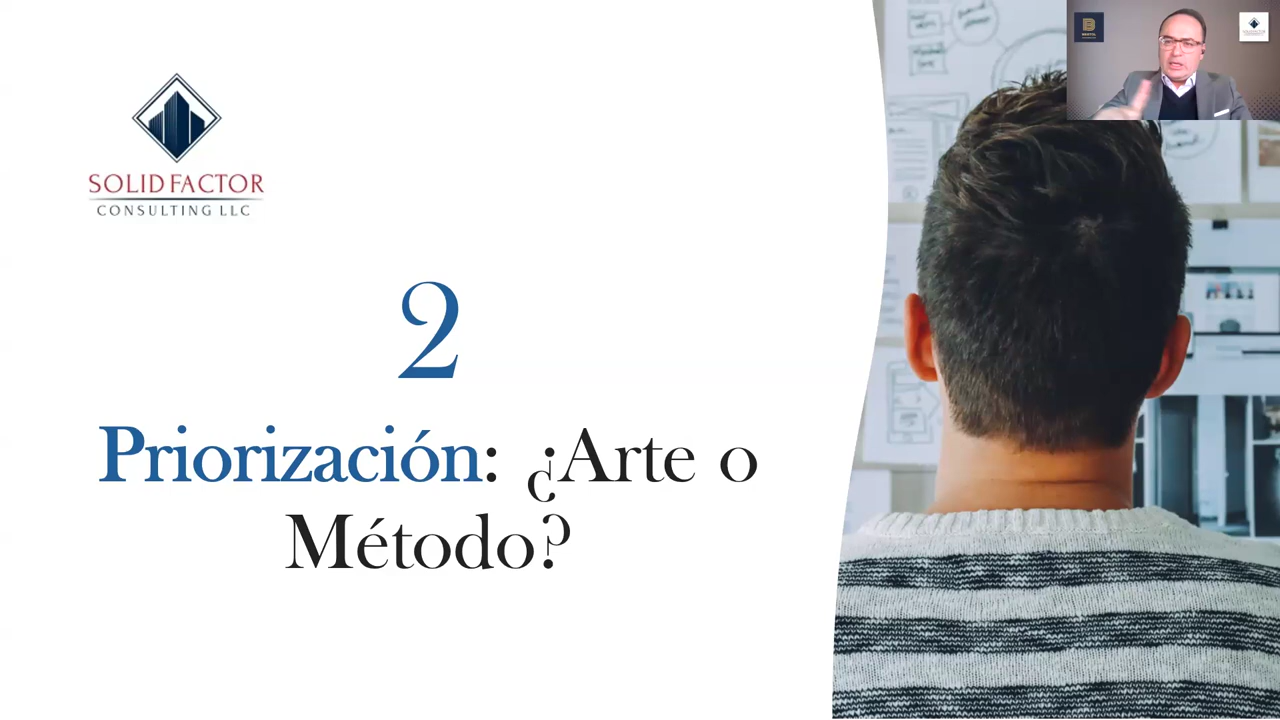 SOLID FACTOR
CONSULTING LLC
2
Priorización: ¿Arte o
Método?